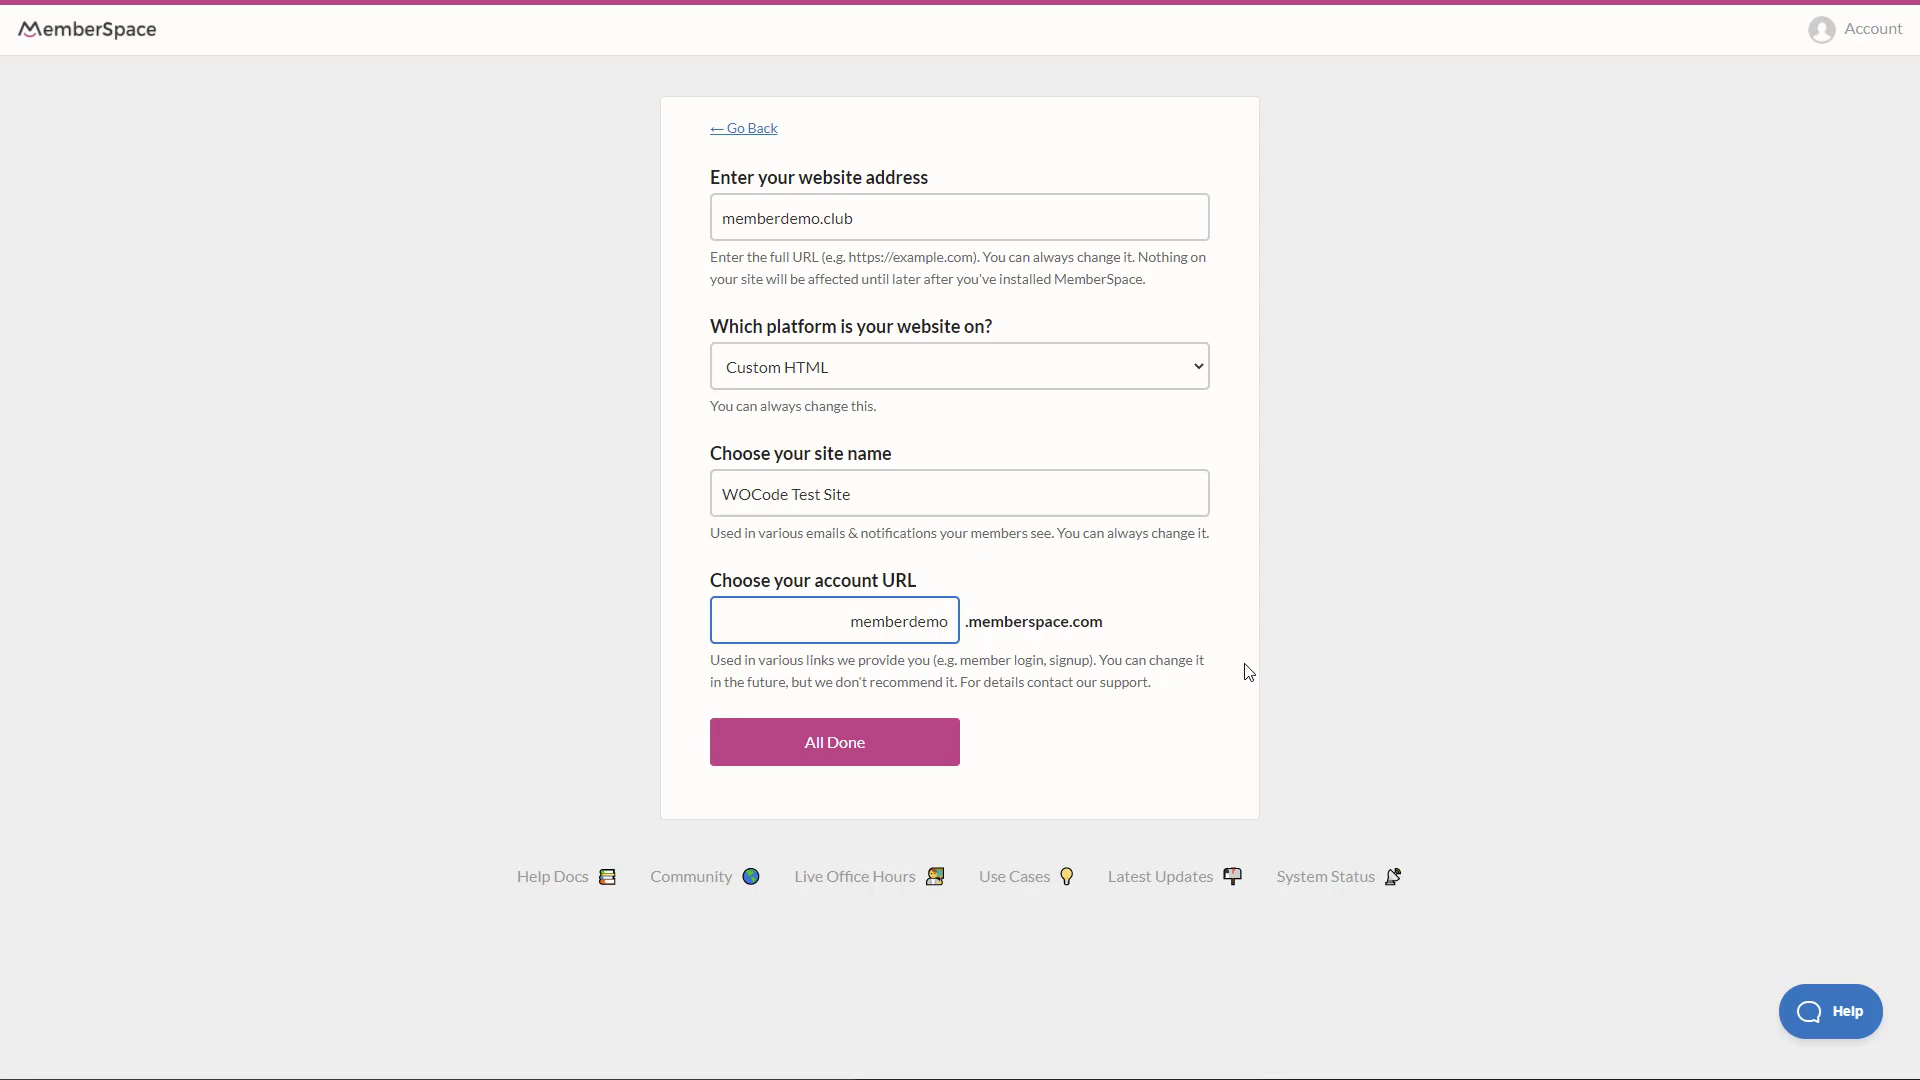 MemberSpace
Account
← Go Back
Enter your website address
memberdemo.club
Enter the full URL (e.g. https://example.com). You can always change it. Nothing on
your site will be affected until later after you've installed MemberSpace.
Which platform is your website on?
Custom HTML
You can always change this.
Choose your site name
WOCode Test Site
Used in various emails & notifications your members see. You can always change it.
Choose your account URL
memberdemo .memberspace.com
Used in various links we provide you (e.g. member login, signup). You can change it
in the future, but we don't recommend it. For details contact our support.
All Done
Help Docs Community Live Office Hours Use Cases Latest Updates System Status
Help